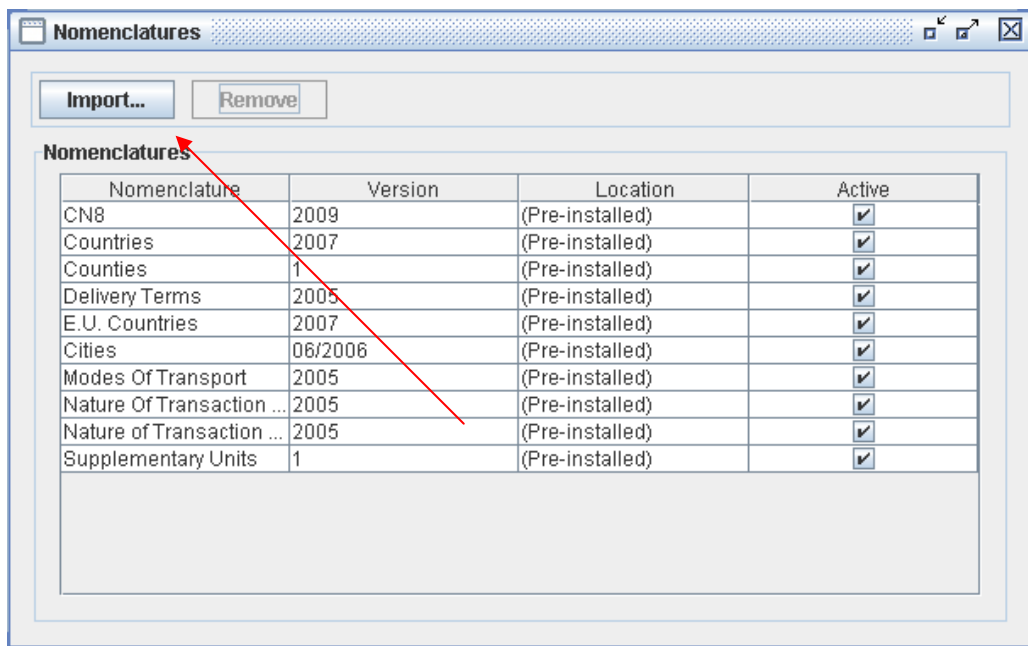 Nomenclatures
Import... Remove
Nomenclatures
Nomenclature Version Location Active
CN8 2009 (Pre-installed)
Countries 2007 (Pre-installed)
Counties 1 (Pre-installed)
Delivery Terms 2005 (Pre-installed)
E.U. Countries 2007 (Pre-installed)
Cities 06/2006 (Pre-installed)
Modes Of Transport 2005 (Pre-installed)
Nature Of Transaction ... 2005 (Pre-installed)
Nature of Transaction ... 2005 (Pre-installed)
Supplementary Units 1 (Pre-installed)